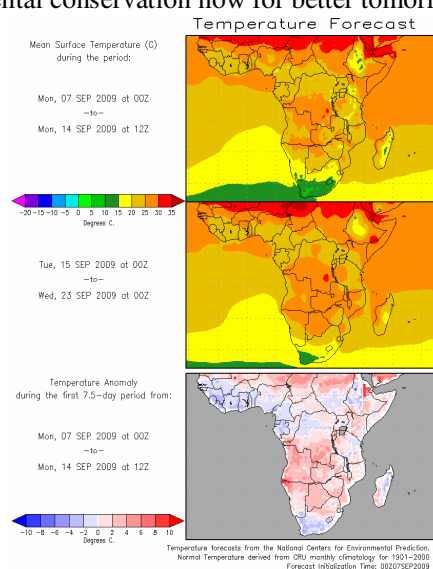 ntal conservation now for better tomorr
Temperature Forecast
Mean Surface Temperature (C)
during the period:
Mon, 07 SEP 2009 at 00Z
-to-
Mon, 14 SEP 2009 at 12Z
-20 -15 -10 -5 0 5 10 15 20 25 30 35
Degrees C.
Tue, 15 SEP 2009 at 00Z
-to-
Wed, 23 SEP 2009 at 00Z
Temperature Anomaly
during the first 7.5-day period from:
Mon, 07 SEP 2009 at 00Z
-to-
Mon, 14 SEP 2009 at 12Z
-10 -8 -6 -4 -2 0 2 4 6 8 10
Degrees C.
Temperature forecasts from the National Centers for Environmental Prediction.
Normal Temperature derived from CRU monthly climatology for 1901-2000
Forecast Initialization Time: 00Z07SEP2009